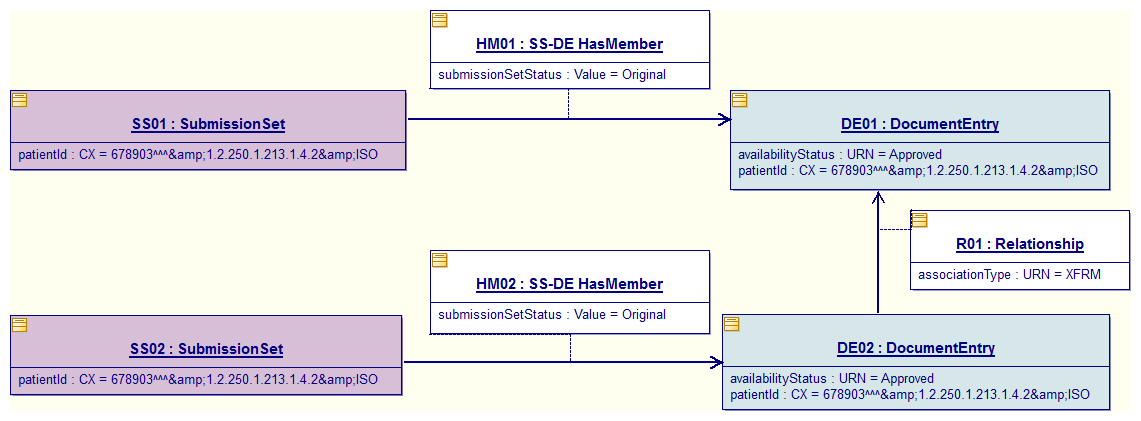 HM01 : SS-DE HasMember
submissionSetStatus : Value = Original
SS01 : SubmissionSet
patientId : CX = 678903^^^&amp;1.2.250.1.213.1.4.2&amp;ISO
DE01 : DocumentEntry
availabilityStatus : URN = Approved
patientId : CX = 678903^^^&amp;1.2.250.1.213.1.4.2&amp;ISO
R01 : Relationship
associationType : URN = XFRM
HM02 : SS-DE HasMember
submissionSetStatus : Value = Original
SS02 : SubmissionSet
patientId : CX = 678903^^^&amp;1.2.250.1.213.1.4.2&amp;ISO
DE02 : DocumentEntry
availabilityStatus : URN = Approved
patientId : CX = 678903^^^&amp;1.2.250.1.213.1.4.2&amp;ISO